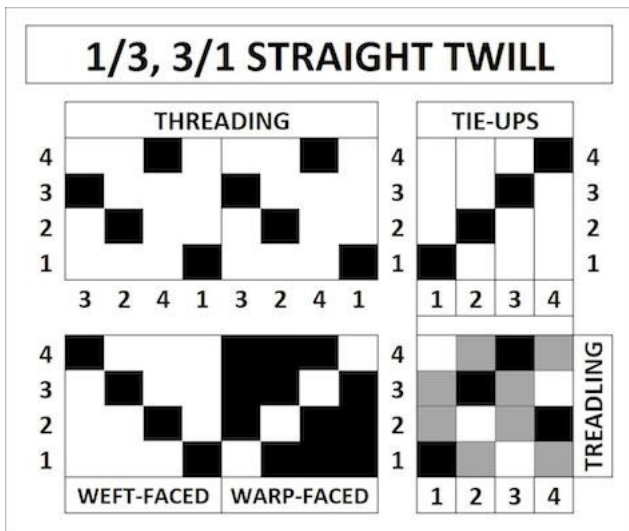 1/3, 3/1 STRAIGHT TWILL
THREADING
TIE-UPS
4 4 4
3 3 3
2 2 2
1 1 1
3 2 4 1 3 2 4 1 1 2 3 4
4 4
3 3
2 2
1 1
TREADLING
WEFT-FACED WARP-FACED 1 2 3 4